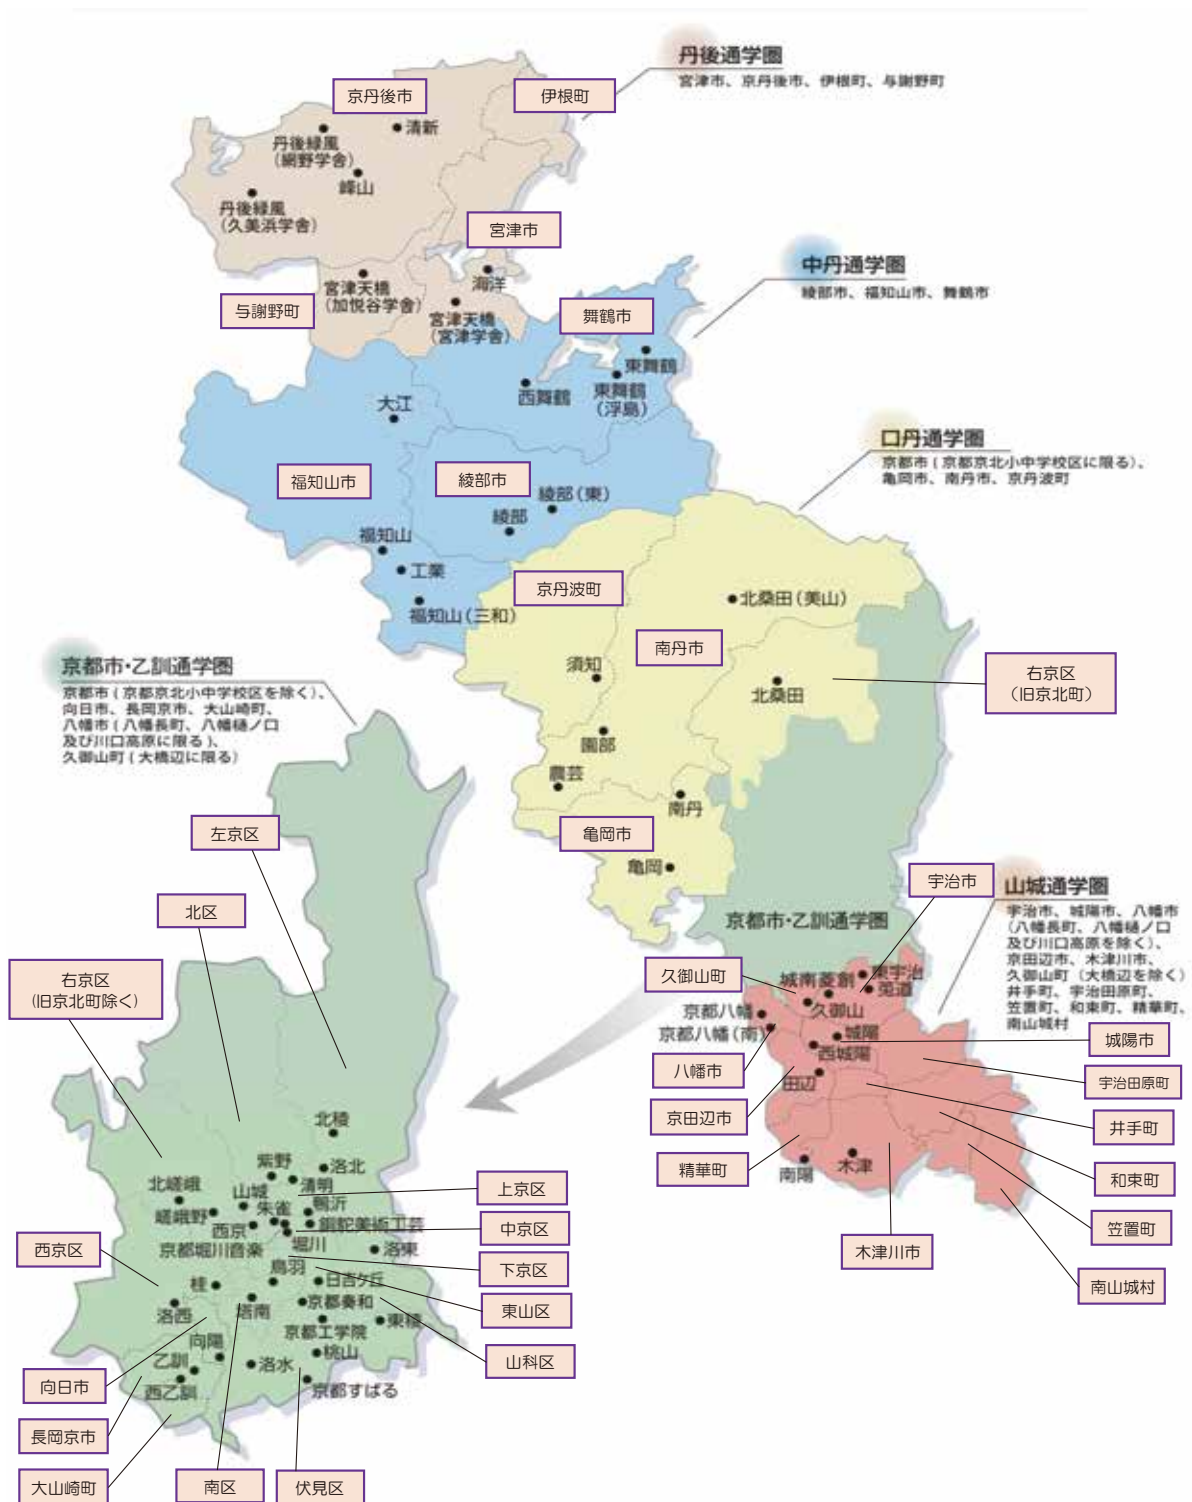 丹後通学圏
宮津市、京丹後市、伊根町、与謝野町
京丹後市
伊根町
丹後緑風
(網野学舎)
清新
峰山
丹後緑風
(久美浜学舎)
宮津市
海洋
宮津天橋
(加悦谷学舎)
宮津天橋
(宮津学舎)
与謝野町
中丹通学圏
綾部市、福知山市、舞鶴市
舞鶴市
東舞鶴
東舞鶴
(浮島)
西舞鶴
大江
福知山市
綾部市
綾部(東)
綾部
福知山
工業
福知山(三和)
口丹通学圏
京都市(京都京北小中学校区に限る)、
亀岡市、南丹市、京丹波町
京丹波町
北桑田(美山)
南丹市
須知
北桑田
右京区
(旧京北町)
園部
農芸
南丹
亀岡市
亀岡
京都市・乙訓通学圏
京都市(京都京北小中学校区を除く)、
向日市、長岡京市、大山崎町、
八幡市(八幡長町、八幡樋ノ口
及び川口高原に限る)、
久御山町(大橋辺に限る)
京都市・乙訓通学圏
山城通学圏
宇治市、城陽市、八幡市
(八幡長町、八幡樋ノ口
及び川口高原を除く)、
京田辺市、木津川市、
久御山町(大橋辺を除く)
井手町、宇治田原町、
笠置町、和束町、精華町、
南山城村
宇治市
久御山町
城南菱創
東宇治
莵道
久御山
京都八幡
京都八幡(南)
城陽
西城陽
田辺
八幡市
京田辺市
精華町
南陽
木津
城陽市
宇治田原町
井手町
和束町
笠置町
木津川市
南山城村
左京区
北区
右京区
(旧京北町除く)
北稜
紫野
洛北
清明
北嵯峨
山城
鴨沂
嵯峨野
朱雀
西京
銅駝美術工芸
京都堀川音楽
堀川
洛東
鳥羽
日吉ケ丘
桂
塔南
京都奏和
洛西
京都工学院
東稜
向陽
桃山
乙訓
洛水
西乙訓
京都すばる
上京区
中京区
下京区
東山区
山科区
西京区
向日市
長岡京市
大山崎町
南区
伏見区